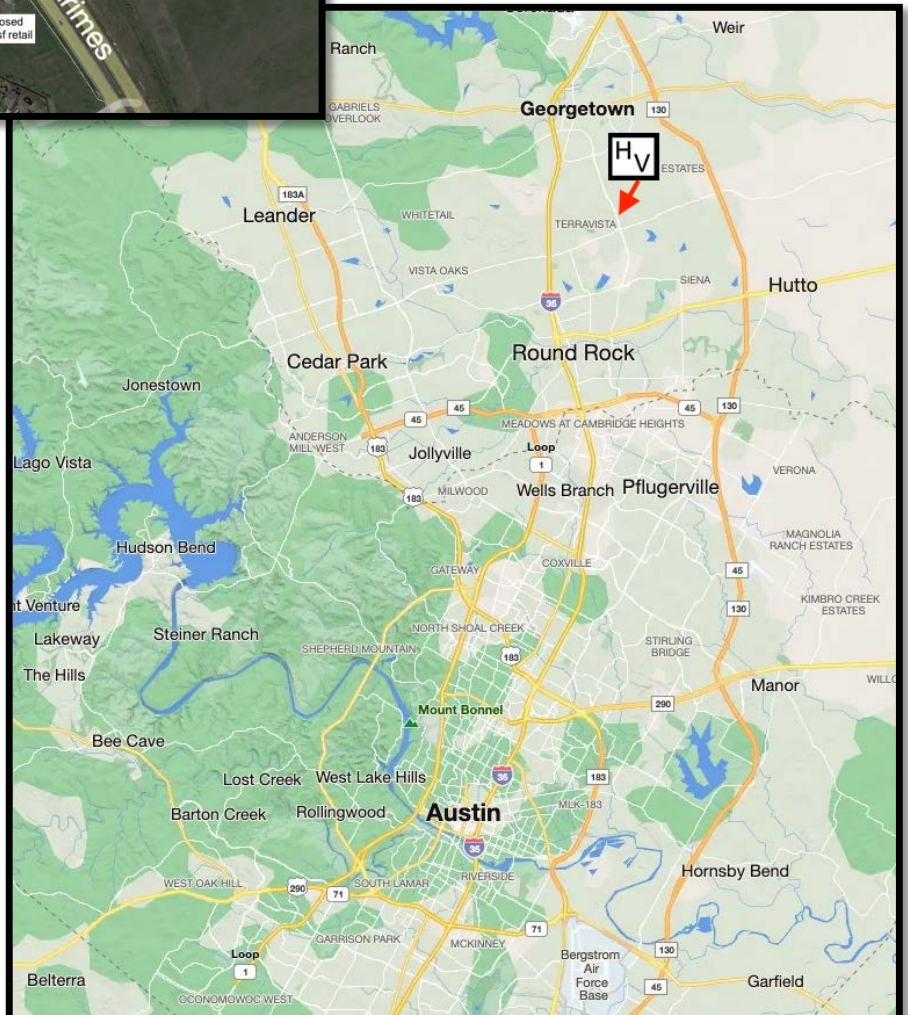 osed
sf retail
rimes
Weir
Ranch
GABRIELS
OVERLOOK
Georgetown
130
H
V
ESTATES
183A
Leander
WHITETAIL
TERRAVISTA
VISTA OAKS
SIENA
Hutto
35
Cedar Park
Round Rock
Jonestown
45
45
45
130
MEADOWS AT CAMBRIDGE HEIGHTS
ANDERSON
MILL WEST
183
Jollyville
Loop
1
Lago Vista
VERONA
183
MILWOOD
Wells Branch
Pflugerville
Hudson Bend
MAGNOLIA
RANCH ESTATES
GATEWAY
COXVILLE
45
130
KIMBRO CREEK
ESTATES
nt Venture
Lakeway
Steiner Ranch
NORTH SHOAL CREEK
SHEPHERD MOUNTAIN
183
STIRLING
BRIDGE
The Hills
Manor
WILLO
290
Mount Bonnel
Bee Cave
Lost Creek
West Lake Hills
35
183
Barton Creek
Rollingwood
Austin
MLK-183
35
Hornsby Bend
WEST OAK HILL
290
71
SOUTH LAMAR
RIVERSIDE
GARRISON PARK
MCKINNEY
71
Loop
1
Bergstrom
Air
Force
Base
130
45
Belterra
Garfield
OCONOMOWOC WEST